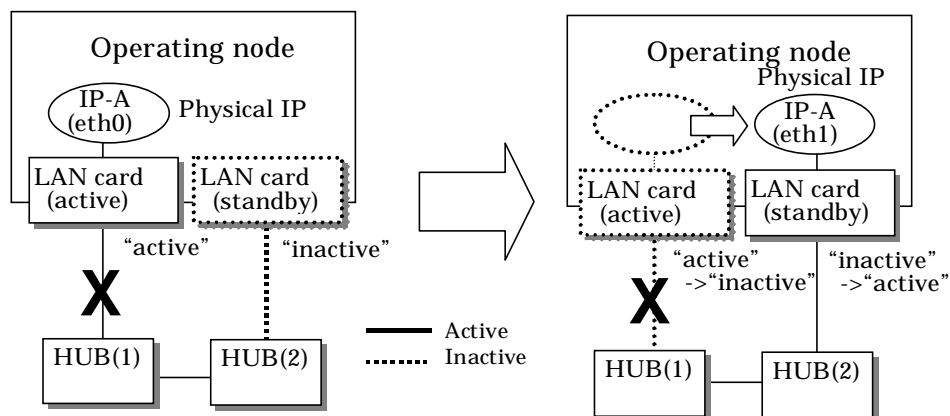 Operating node
IP-A
(eth0)
Physical IP
LAN card
(active)
LAN card
(standby)
“active”
“inactive”
HUB(1)
HUB(2)
Active
Inactive
Operating node
Physical IP
IP-A
(eth1)
LAN card
(active)
LAN card
(standby)
“active”
->“inactive”
“inactive”
->“active”
HUB(1)
HUB(2)